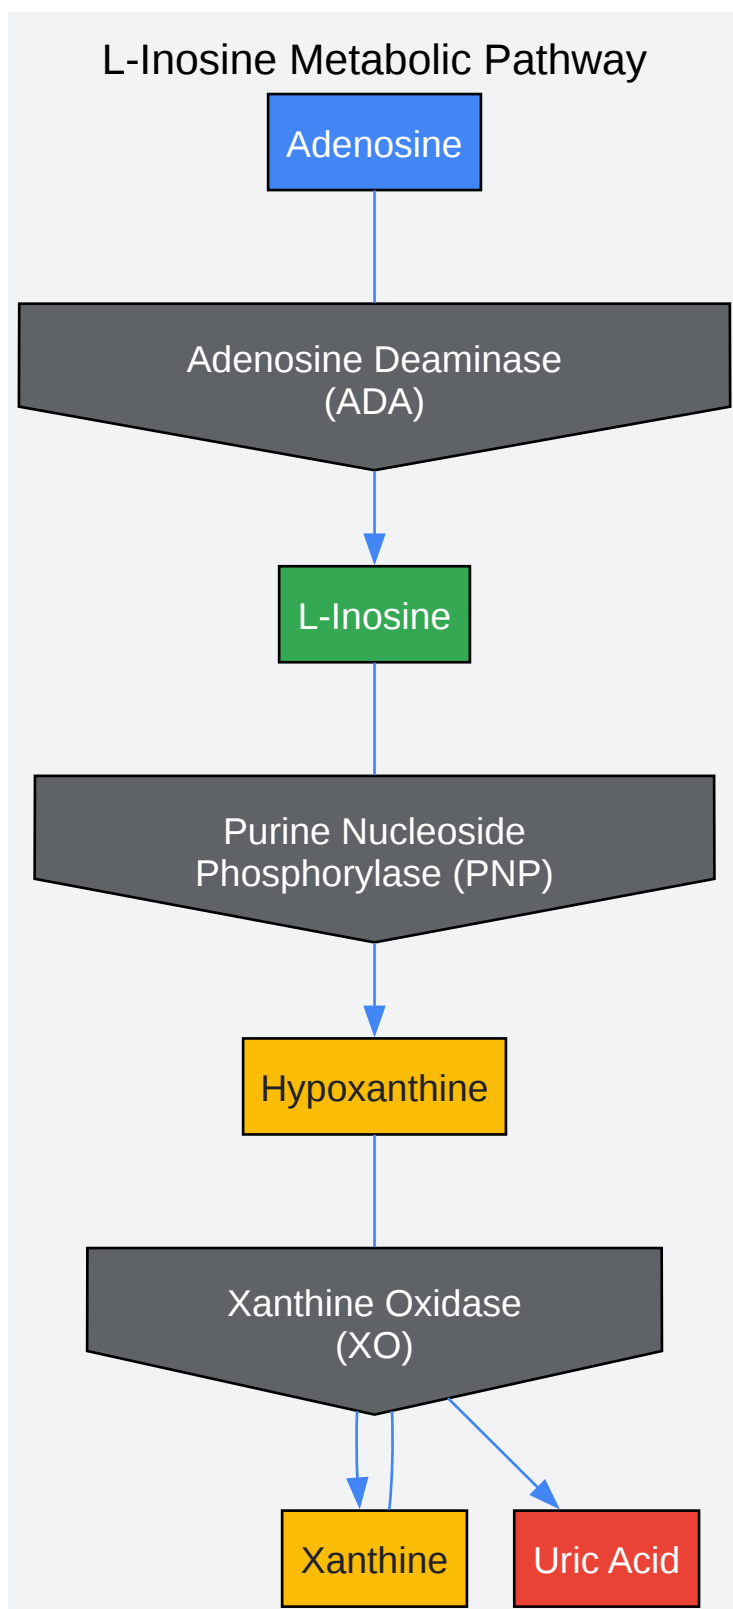 L-Inosine Metabolic Pathway
Adenosine
Adenosine Deaminase
(ADA)
L-Inosine
Purine Nucleoside
Phosphorylase (PNP)
Hypoxanthine
Xanthine Oxidase
(XO)
Xanthine
Uric Acid